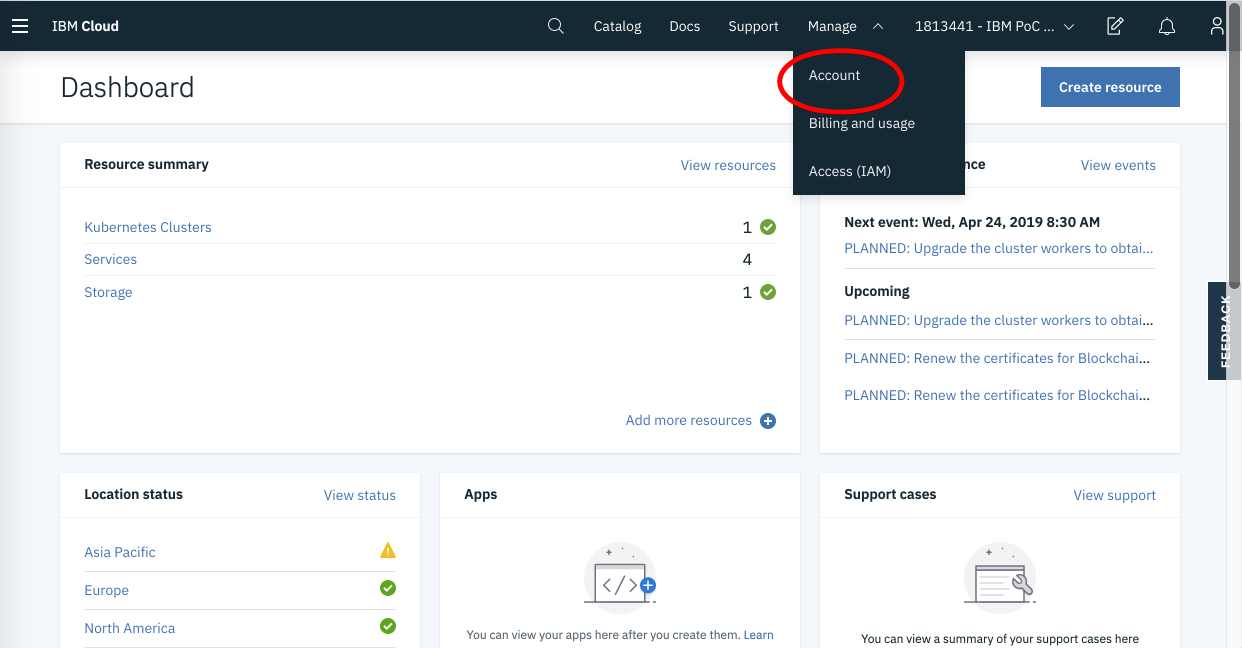 IBM Cloud
Catalog
Docs
Support
Manage
1813441 - IBM PoC ...
Account
Billing and usage
Access (IAM)
Dashboard
Create resource
Resource summary
View resources
Kubernetes Clusters
1
Services
4
Storage
1
Add more resources
nce
View events
Next event: Wed, Apr 24, 2019 8:30 AM
PLANNED: Upgrade the cluster workers to obtai...
Upcoming
PLANNED: Upgrade the cluster workers to obtai...
PLANNED: Renew the certificates for Blockchai...
PLANNED: Renew the certificates for Blockchai...
FEEDBACK
Location status
View status
Asia Pacific
Europe
North America
Apps
</>
You can view your apps here after you create them. Learn
Support cases
View support
You can view a summary of your support cases here